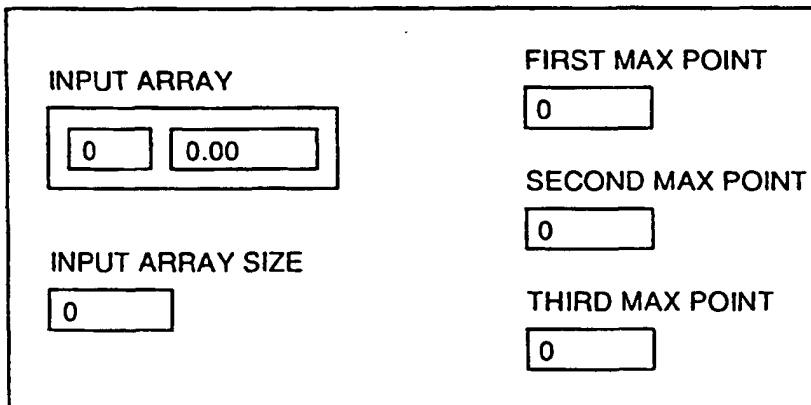 INPUT ARRAY
0 0.00
INPUT ARRAY SIZE
0
FIRST MAX POINT
0
SECOND MAX POINT
0
THIRD MAX POINT
0